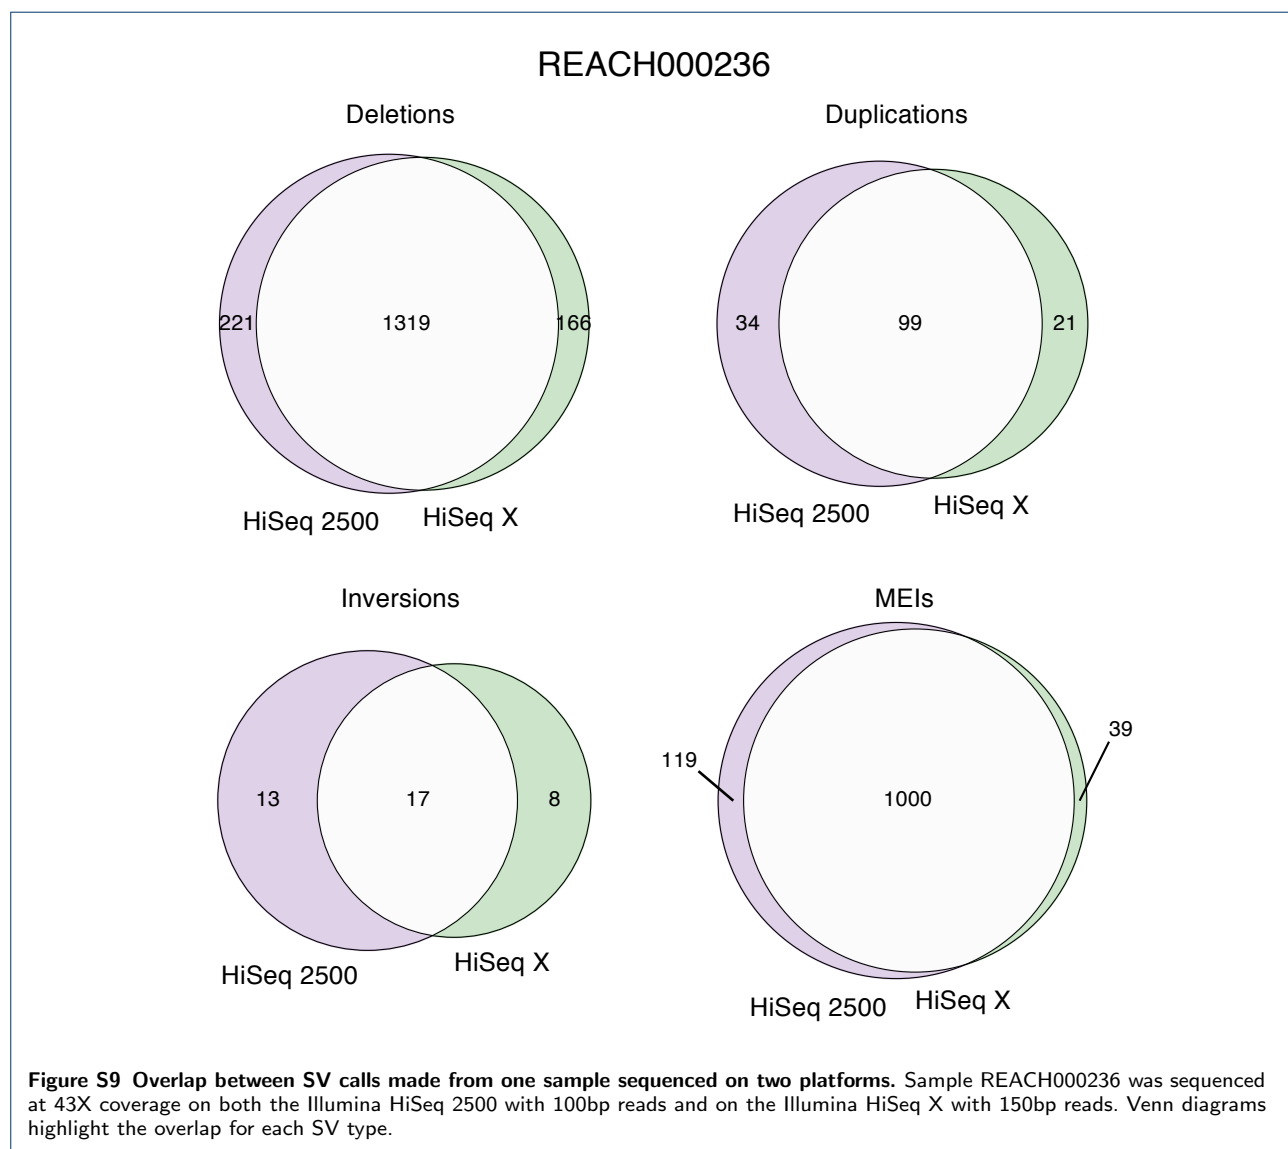 REACH000236
Deletions
221
1319
166
HiSeq 2500
HiSeq X
Duplications
34
99
21
HiSeq 2500
HiSeq X
Inversions
13
17
8
HiSeq 2500
HiSeq X
MEIs
119
1000
39
HiSeq 2500
HiSeq X
Figure S9 Overlap between SV calls made from one sample sequenced on two platforms. Sample REACH000236 was sequenced
at 43X coverage on both the Illumina HiSeq 2500 with 100bp reads and on the Illumina HiSeq X with 150bp reads. Venn diagrams
highlight the overlap for each SV type.